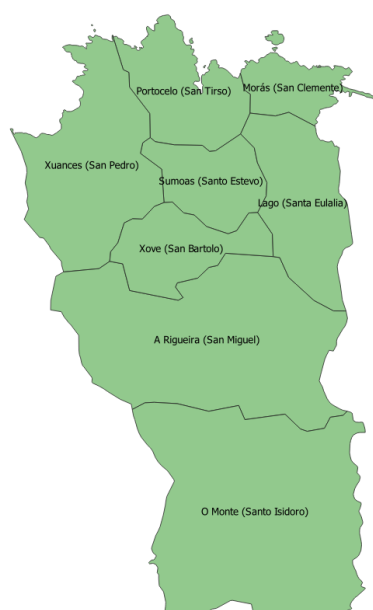 Morás (San Clemente)
Portocelo (San Tirso)
Xuances (San Pedro)
Sumoas (Santo Estevo)
Lago (Santa Eulalia)
Xove (San Bartolo)
A Rigueira (San Miguel)
O Monte (Santo Isidoro)